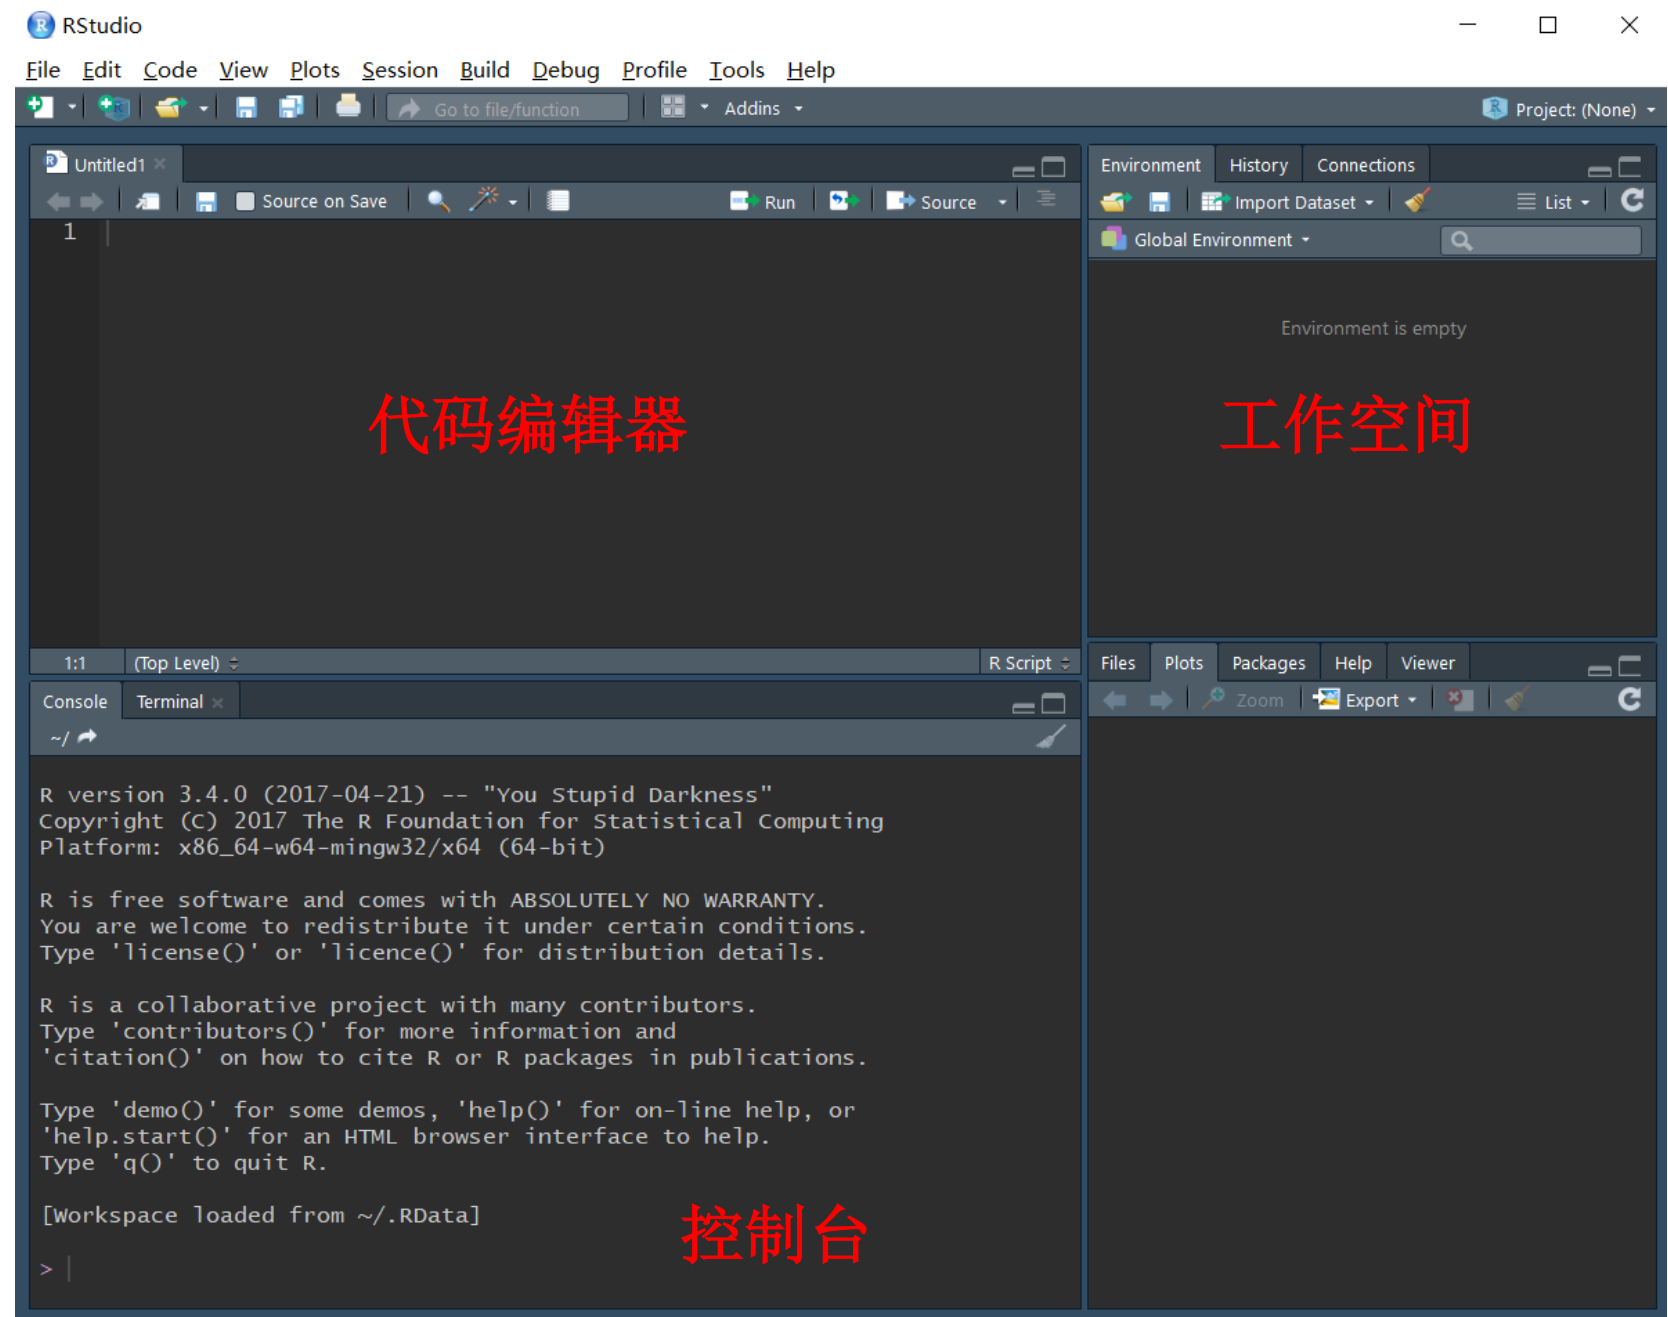 RStudio
File Edit Code View Plots Session Build Debug Profile Tools Help
Go to file/function Addins Project: (None)
Untitled1
Source on Save Run Source
1
代码编辑器
1:1 (Top Level) R Script
Environment History Connections
Import Dataset List
Global Environment
Environment is empty
工作空间
Console Terminal
~/
R version 3.4.0 (2017-04-21) -- "You Stupid Darkness"
Copyright (C) 2017 The R Foundation for Statistical Computing
Platform: x86_64-w64-mingw32/x64 (64-bit)
R is free software and comes with ABSOLUTELY NO WARRANTY.
You are welcome to redistribute it under certain conditions.
Type 'license()' or 'licence()' for distribution details.
R is a collaborative project with many contributors.
Type 'contributors()' for more information and
'citation()' on how to cite R or R packages in publications.
Type 'demo()' for some demos, 'help()' for on-line help, or
'help.start()' for an HTML browser interface to help.
Type 'q()' to quit R.
[Workspace loaded from ~/.RData]
控制台
>
Files Plots Packages Help Viewer
Zoom Export